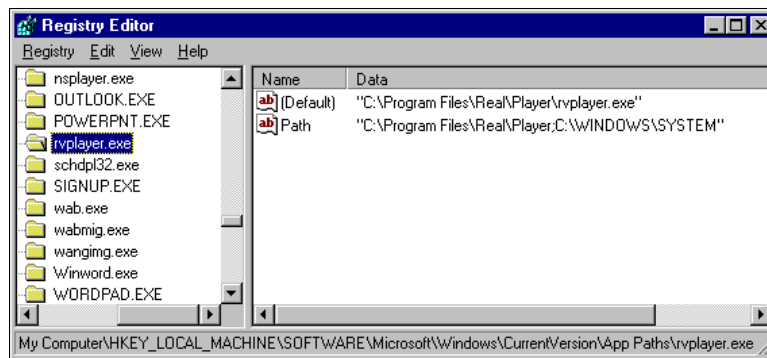 Registry Editor
Registry Edit View Help
nsplayer.exe
OUTLOOK.EXE
POWERPNT.EXE
rvplayer.exe
schdpl32.exe
SIGNUP.EXE
wab.exe
wabmig.exe
wangimg.exe
Winword.exe
WORDPAD.EXE
Name Data
ab (Default) "C:\Program Files\Real\Player\rvplayer.exe"
ab Path "C:\Program Files\Real\Player;C:\WINDOWS\SYSTEM"
My Computer\HKEY_LOCAL_MACHINE\SOFTWARE\Microsoft\Windows\CurrentVersion\App Paths\rvplayer.exe